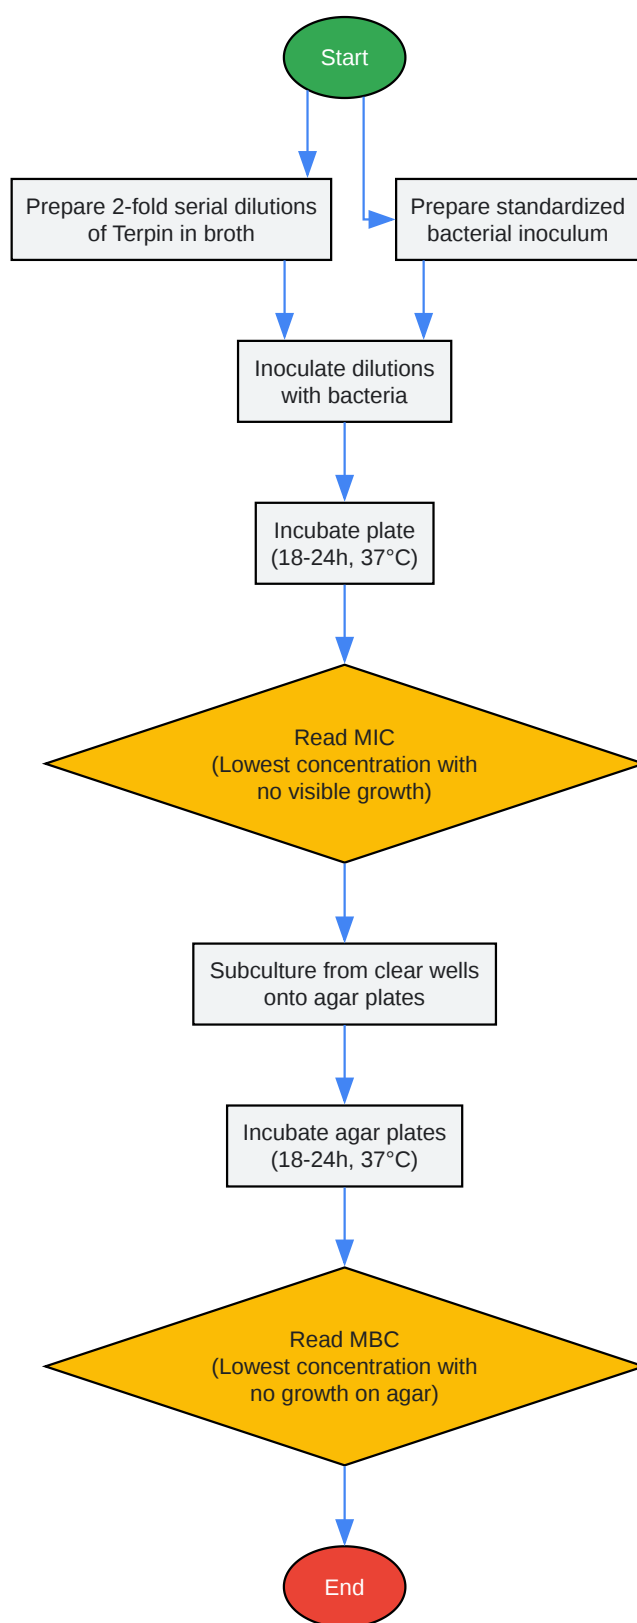 Start
Prepare 2-fold serial dilutions
of Terpin in broth
Prepare standardized
bacterial inoculum
Inoculate dilutions
with bacteria
Incubate plate
(18-24h, 37°C)
Read MIC
(Lowest concentration with
no visible growth)
Subculture from clear wells
onto agar plates
Incubate agar plates
(18-24h, 37°C)
Read MBC
(Lowest concentration with
no growth on agar)
End